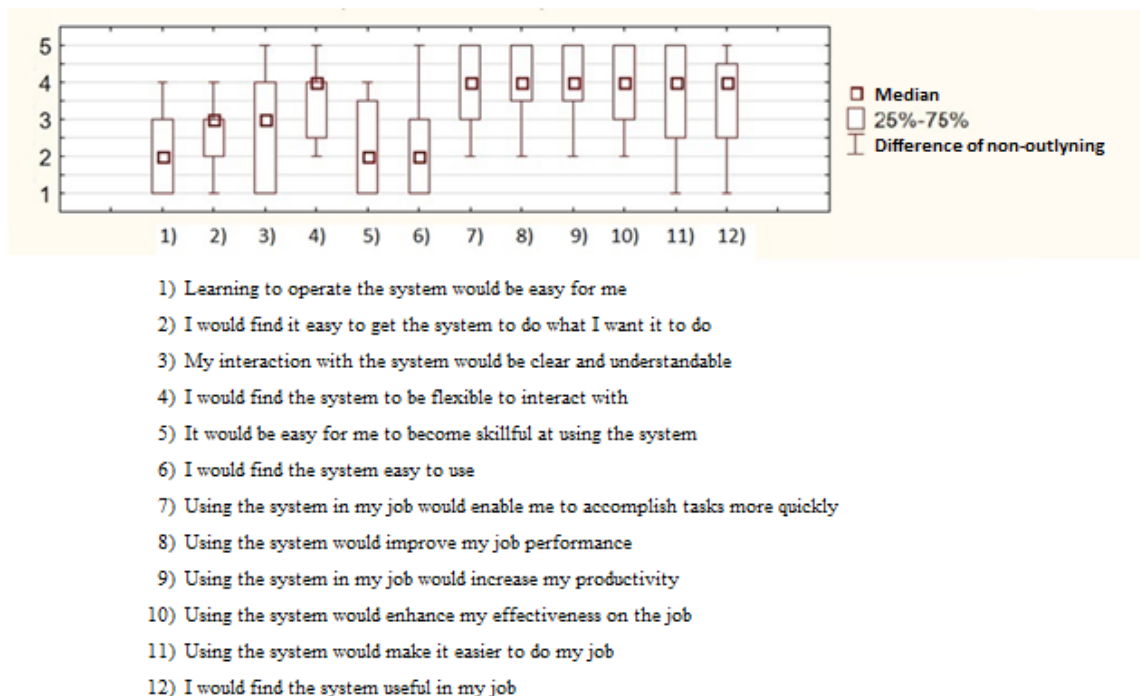 5
4
3
2
1
1) 2) 3) 4) 5) 6) 7) 8) 9) 10) 11) 12)
Median
25%-75%
Difference of non-outlyning
1) Learning to operate the system would be easy for me
2) I would find it easy to get the system to do what I want it to do
3) My interaction with the system would be clear and understandable
4) I would find the system to be flexible to interact with
5) It would be easy for me to become skillful at using the system
6) I would find the system easy to use
7) Using the system in my job would enable me to accomplish tasks more quickly
8) Using the system would improve my job performance
9) Using the system in my job would increase my productivity
10) Using the system would enhance my effectiveness on the job
11) Using the system would make it easier to do my job
12) I would find the system useful in my job